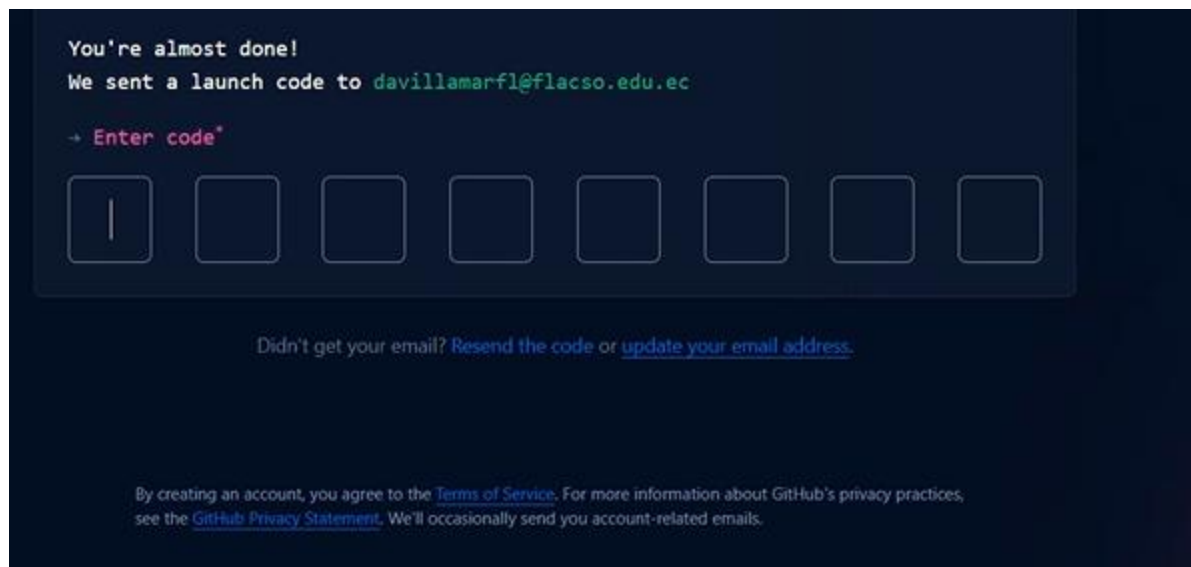 You're almost done!
We sent a launch code to davillamarfl@flacso.edu.ec
→ Enter code*
Didn't get your email? Resend the code or update your email address.
By creating an account, you agree to the Terms of Service. For more information about GitHub's privacy practices,
see the GitHub Privacy Statement. We'll occasionally send you account-related emails.